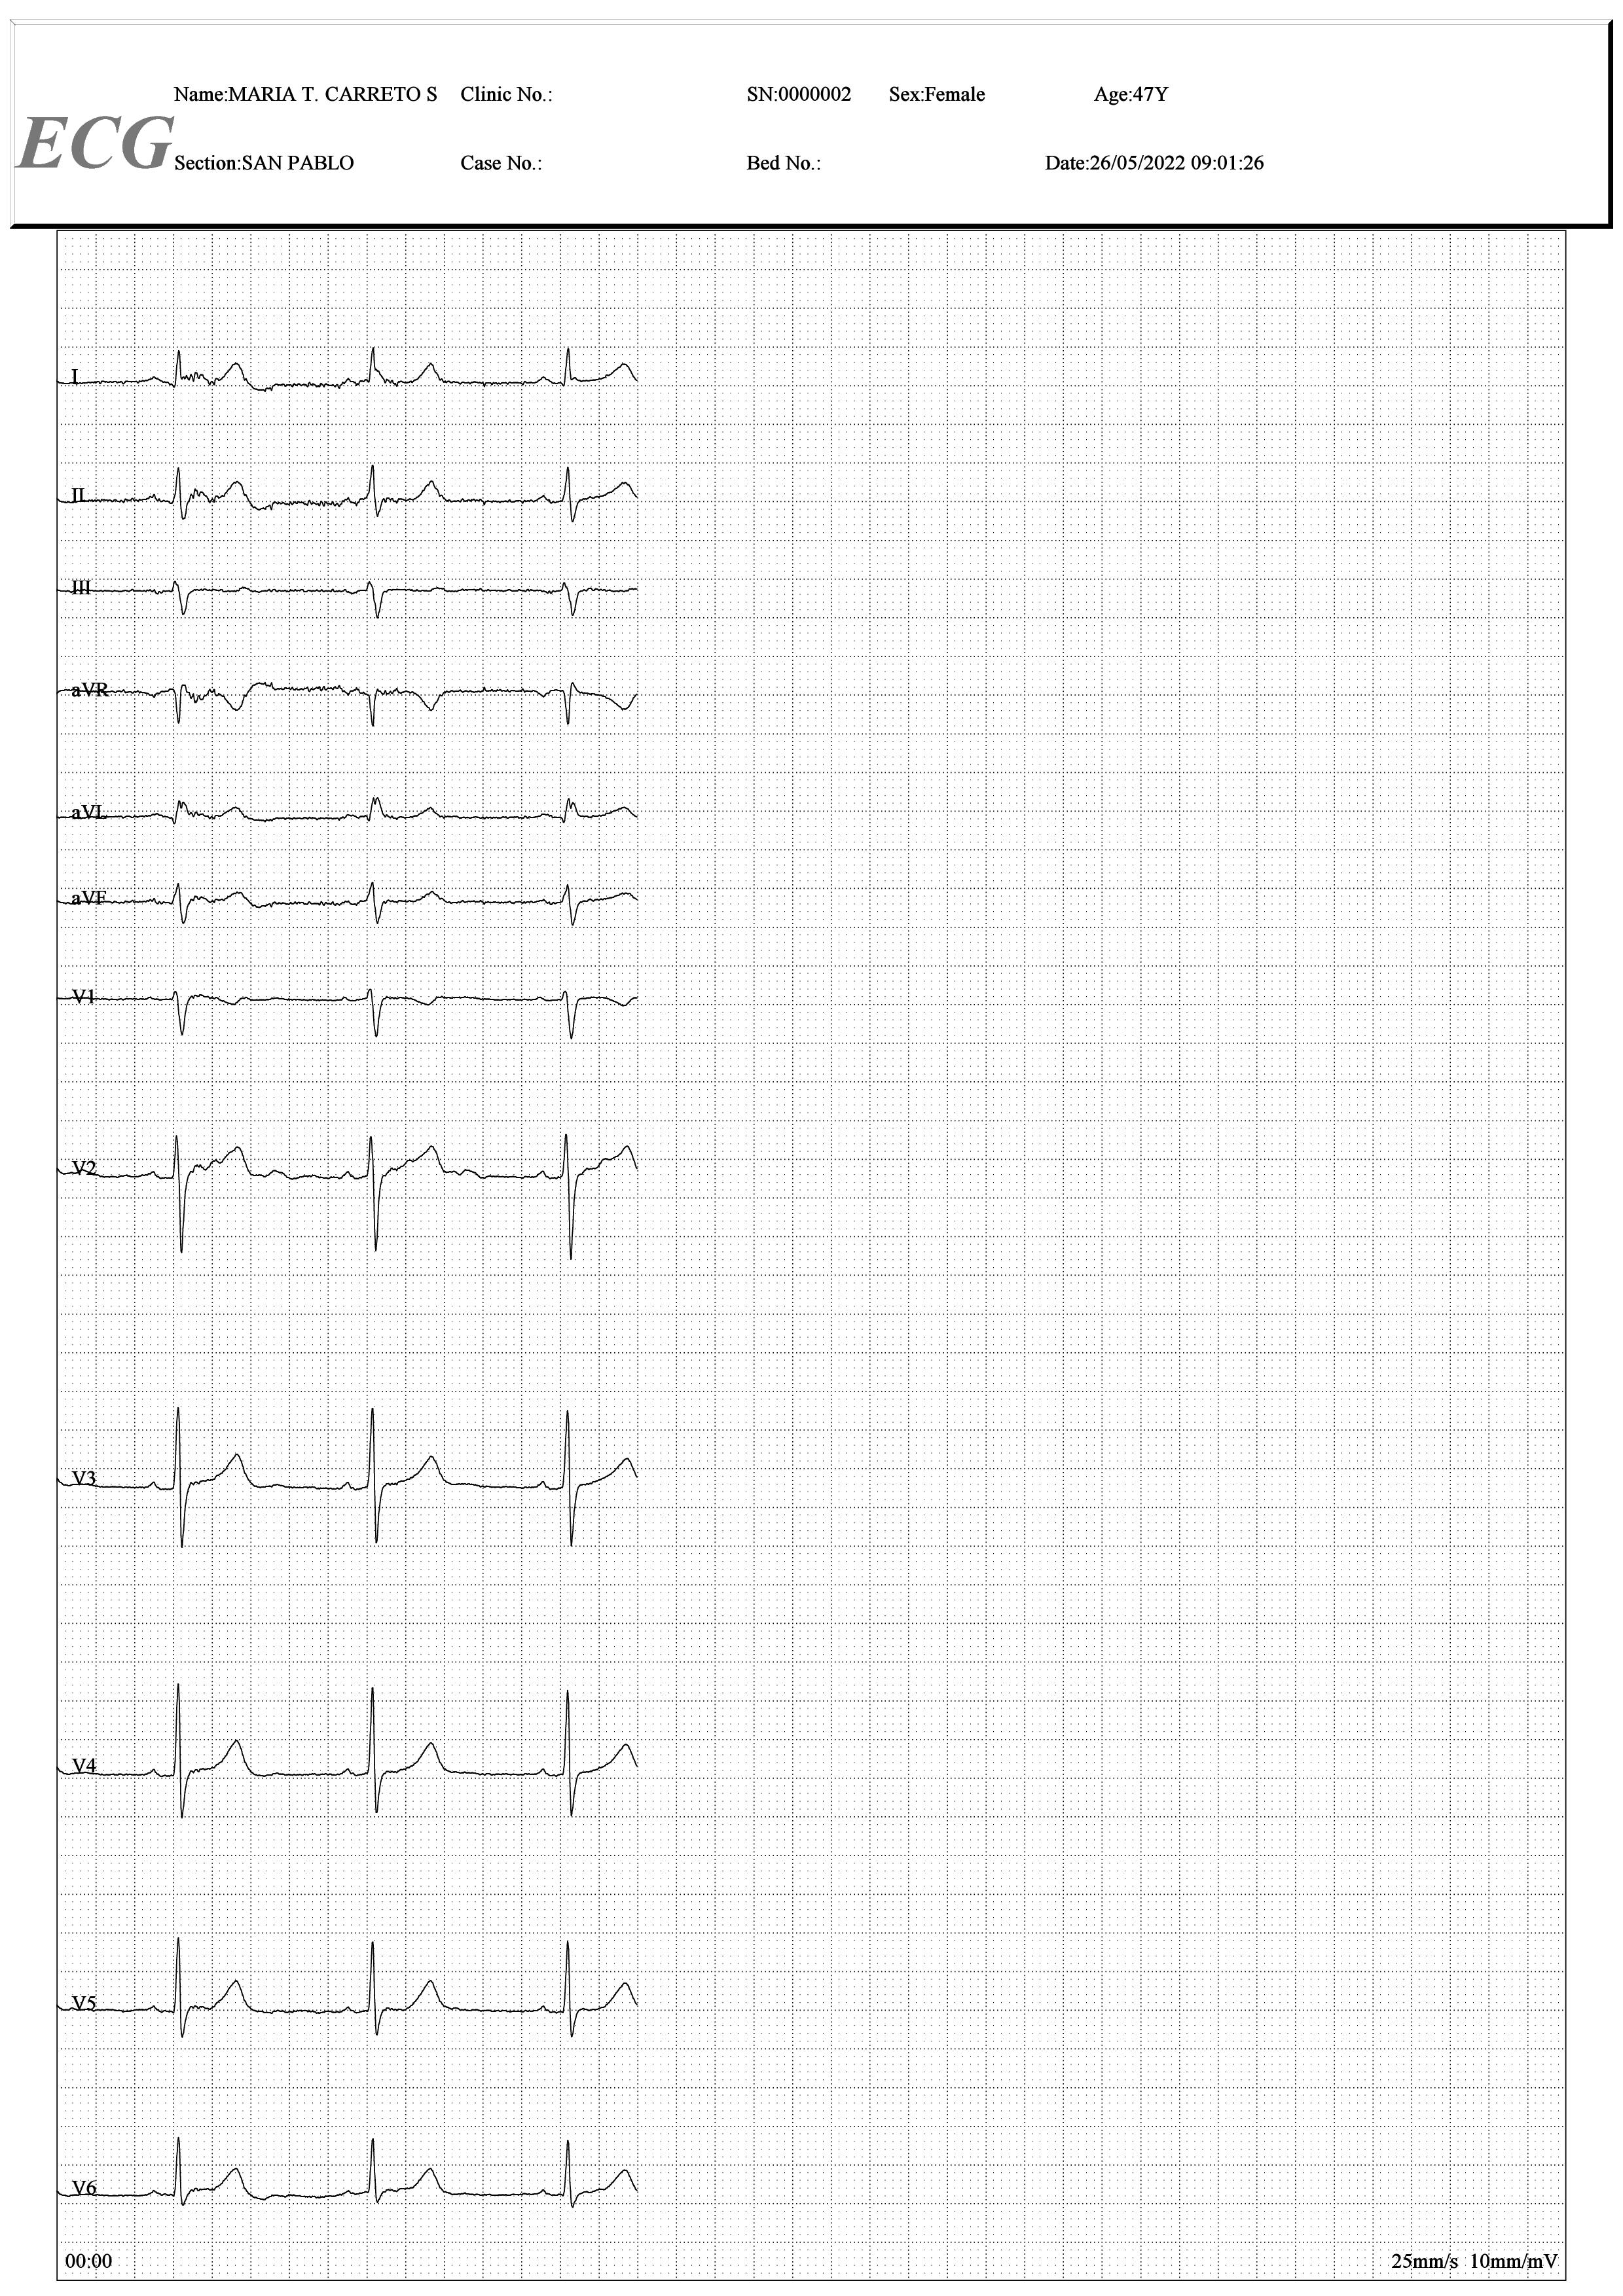 Name:MARIA T. CARRETO S Clinic No.: SN:0000002 Sex:Female Age:47Y
ECG
Section:SAN PABLO Case No.: Bed No.: Date:26/05/2022 09:01:26
I
II
III
aVR
aVL
aVF
V1
V2
V3
V4
V5
V6
00:00 25mm/s 10mm/mV